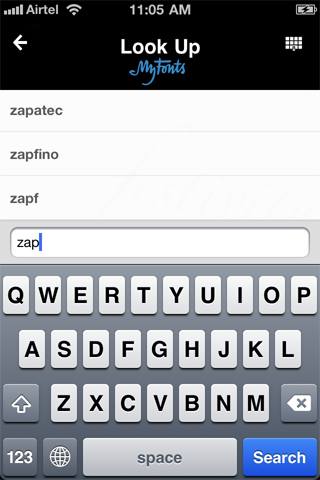 Airtel 11:05 AM
Look Up
MyFonts
zapatec
zapfino
zapf
zap
Q W E R T Y U I O P
A S D F G H J K L
Z X C V B N M
123 space Search